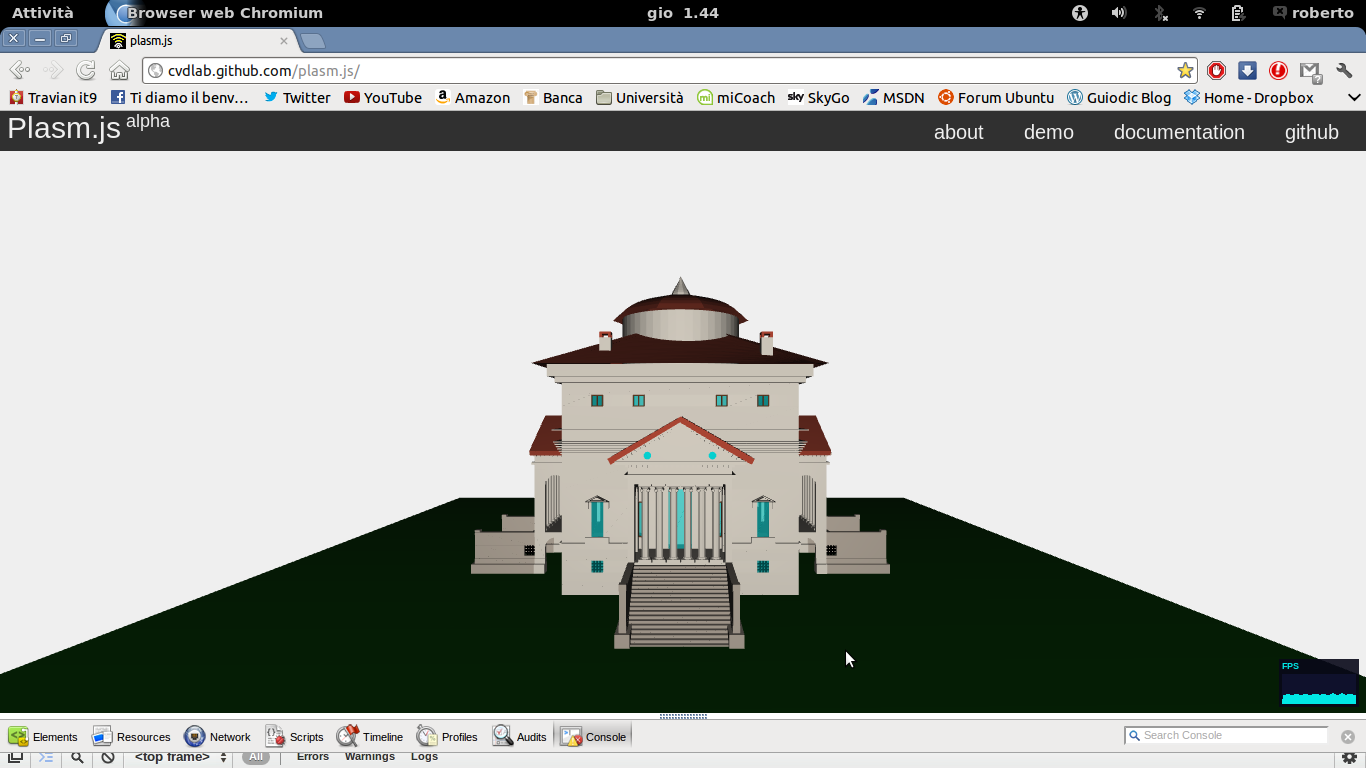 Attività Browser web Chromium gio 1.44 roberto
plasm.js
cvdlab.github.com/plasm.js/
Travian it9 Ti diamo il benv... Twitter YouTube Amazon Banca Università miCoach sky SkyGo MSDN Forum Ubuntu Guiodic Blog Home - Dropbox
Plasm.js alpha about demo documentation github
FPS
Elements Resources Network Scripts Timeline Profiles Audits Console Search Console
<top frame> All Errors Warnings Logs